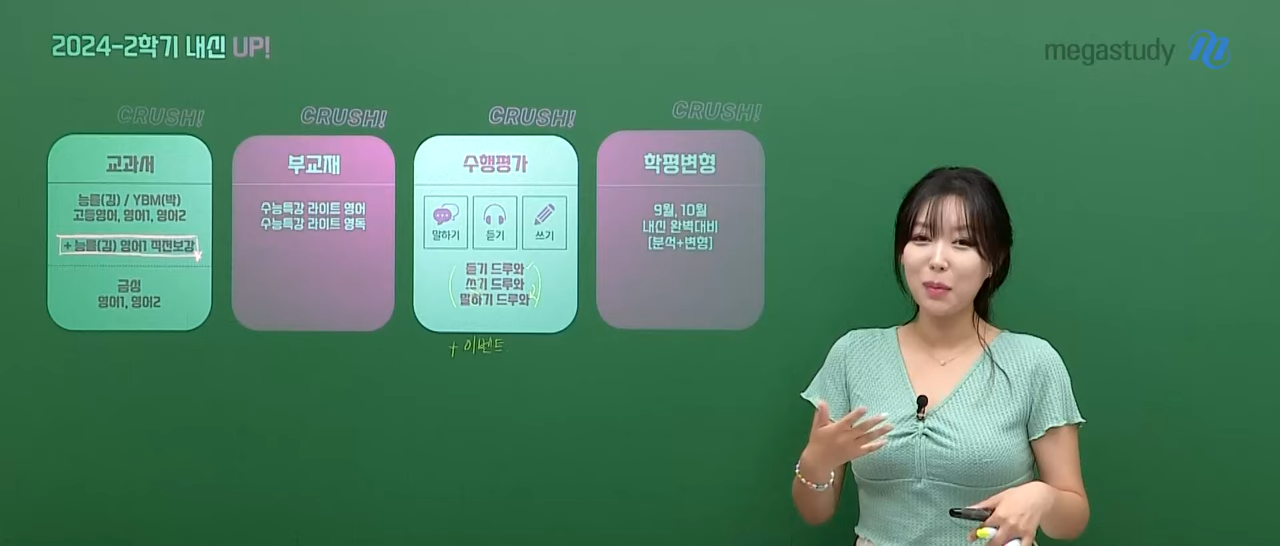 2024-2학기 내신 UP!
megastudy
CRUSH!
교과서
능률(김) / YBM(박)
고등영어, 영어1, 영어2
+ 능률(김) 영어1 직전보강
금성
영어1, 영어2
CRUSH!
부교재
수능특강 라이트 영어
수능특강 라이트 영독
CRUSH!
수행평가
말하기
듣기
쓰기
듣기 드루와
쓰기 드루와
말하기 드루와
+ 이벤트
CRUSH!
학평변형
9월, 10월
내신 완벽대비
[분석+변형]